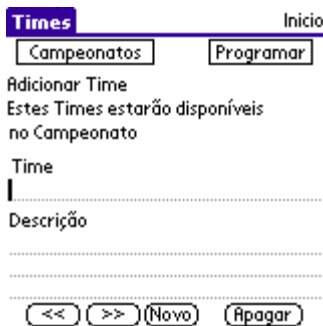 Times Inicio
Campeonatos Programar
Adicionar Time
Estes Times estarão disponíveis
no Campeonato
Time
Descrição
<< >> Novo Apagar